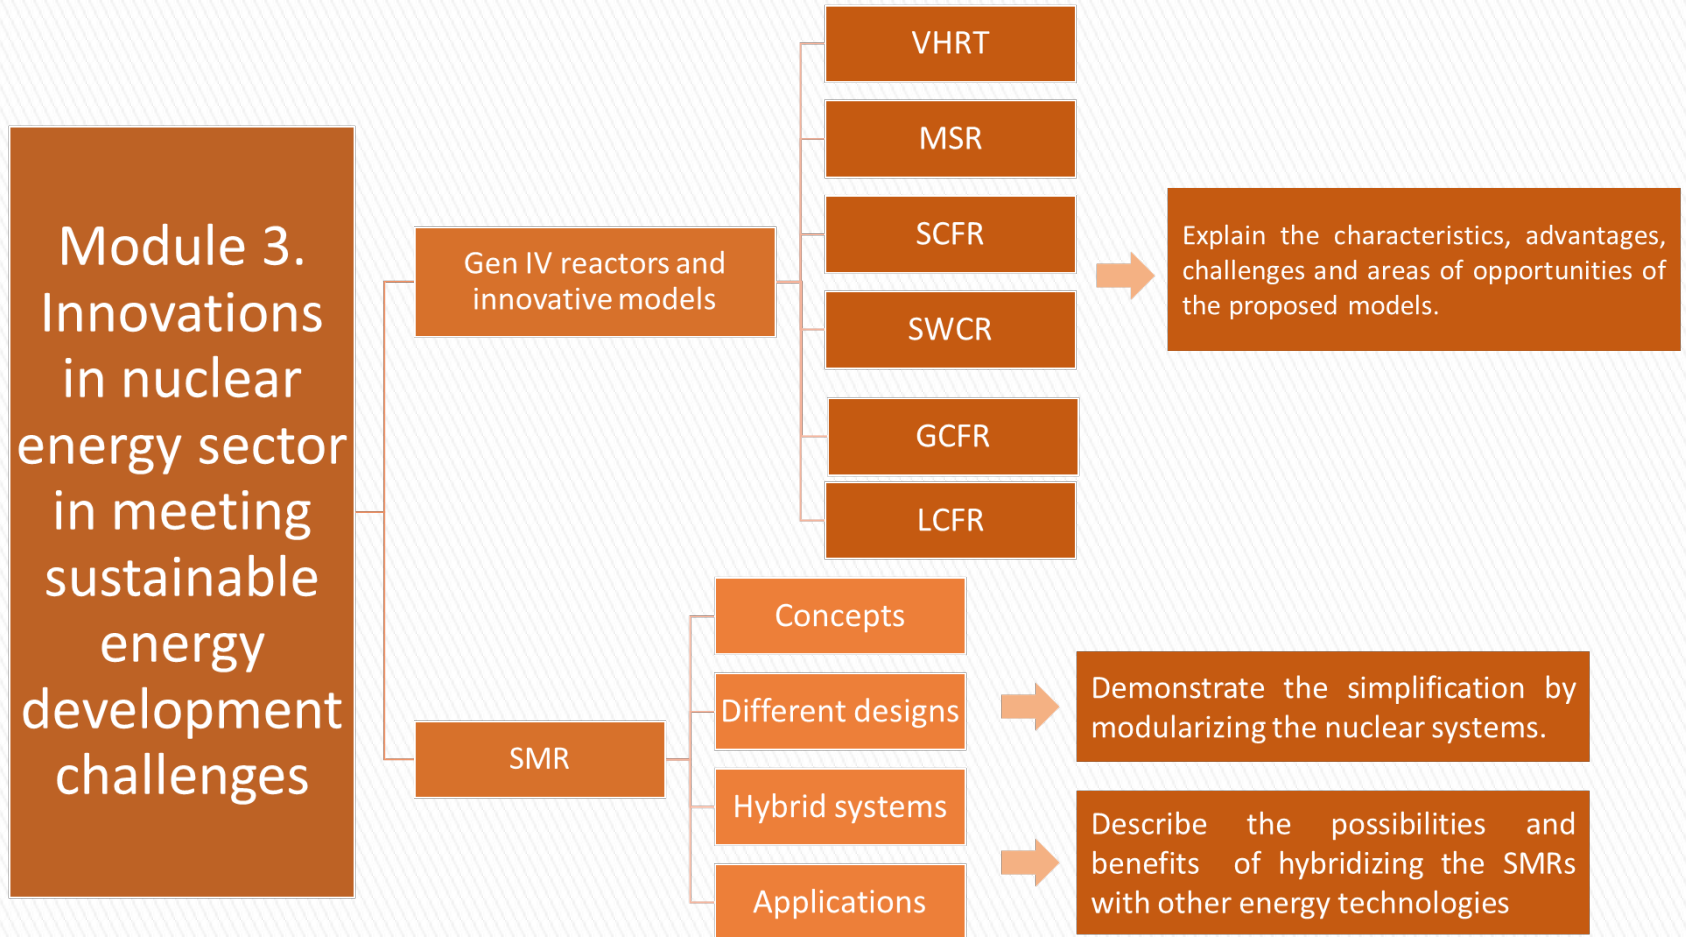 Module 3.
Innovations
in nuclear
energy sector
in meeting
sustainable
energy
development
challenges
Gen IV reactors and
innovative models
VHRT
MSR
SCFR
SWCR
GCFR
LCFR
Explain the characteristics, advantages,
challenges and areas of opportunities of
the proposed models.
SMR
Concepts
Different designs
Hybrid systems
Applications
Demonstrate the simplification by
modularizing the nuclear systems.
Describe the possibilities and
benefits of hybridizing the SMRs
with other energy technologies